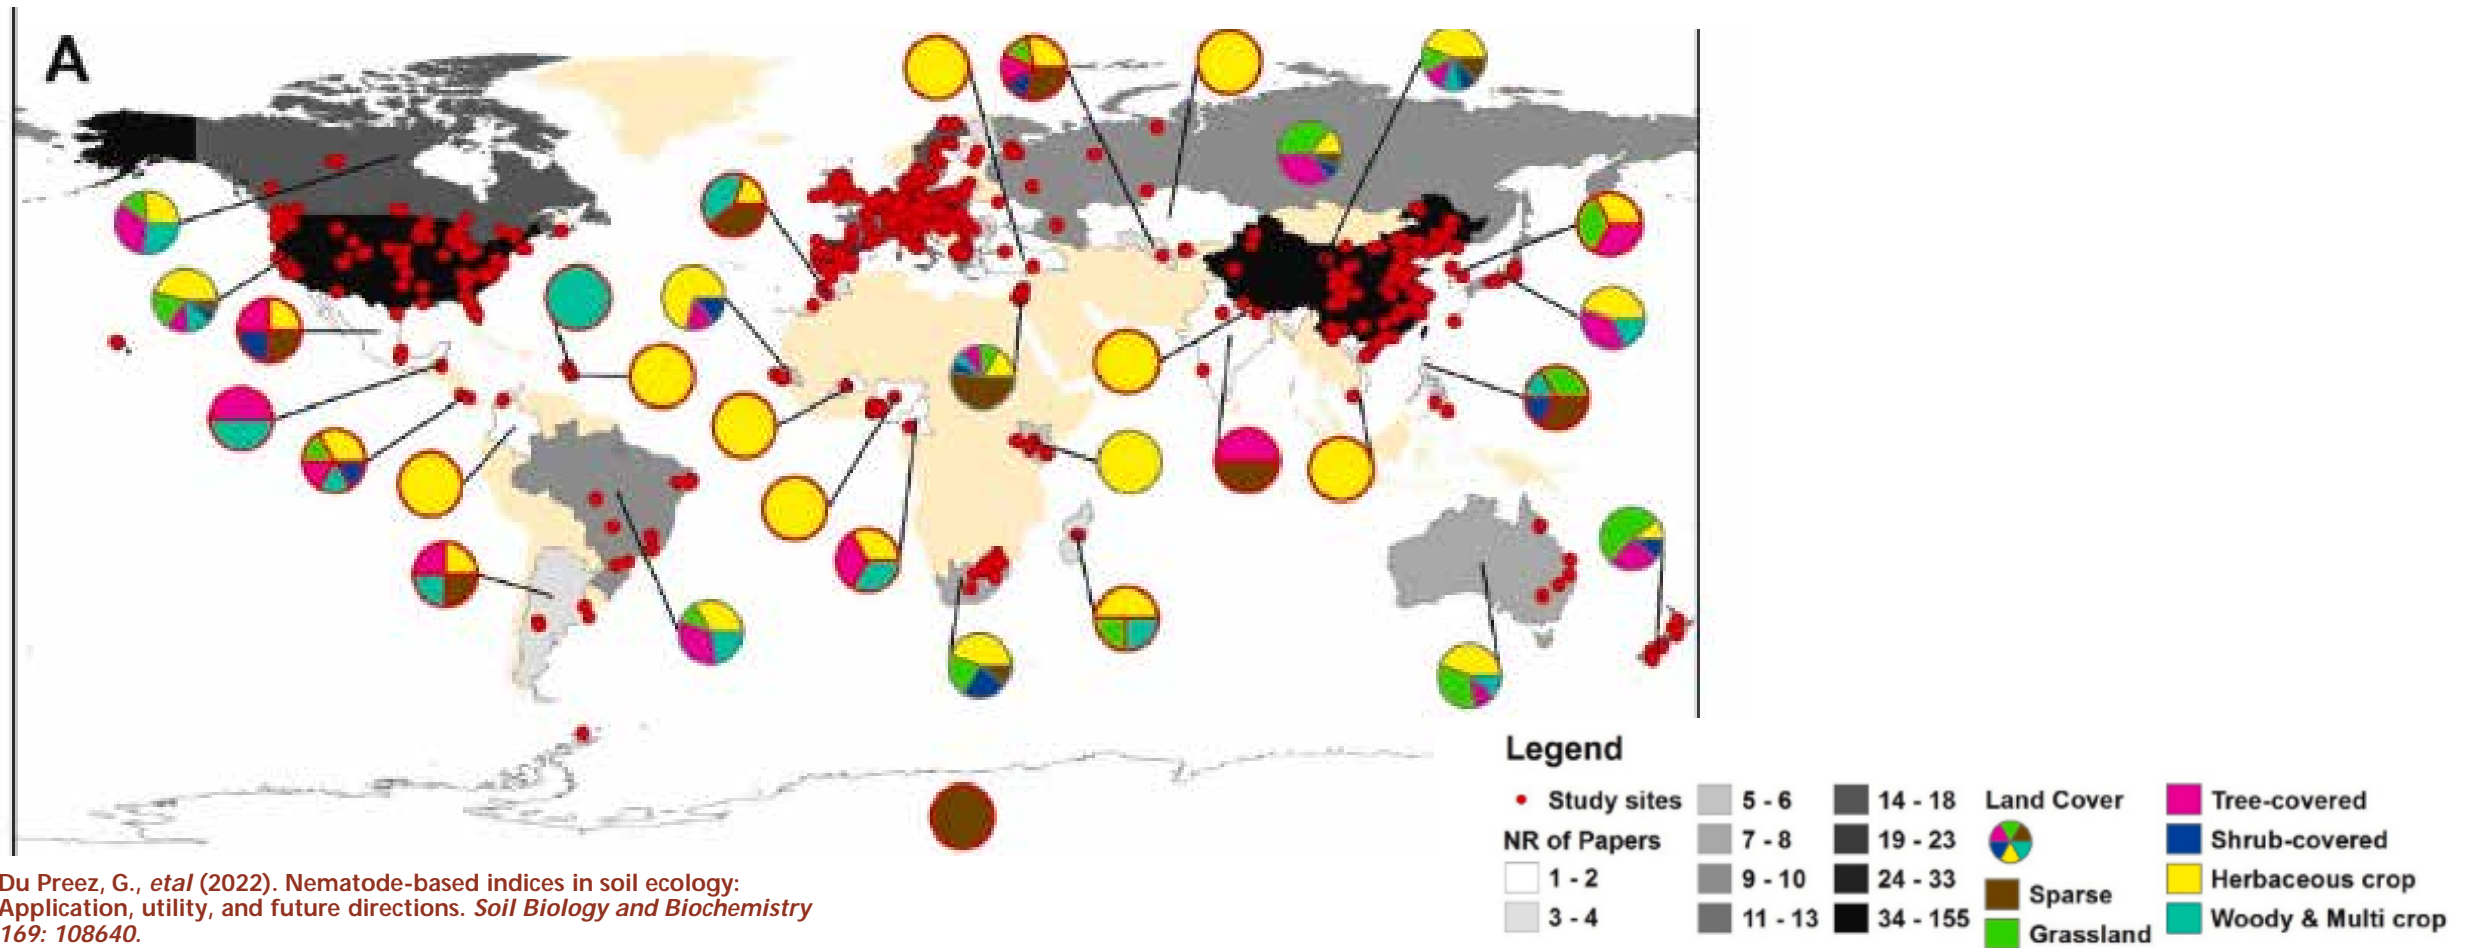 A
Legend
Study sites
NR of Papers
1 - 2
3 - 4
5 - 6
7 - 8
9 - 10
11 - 13
14 - 18
19 - 23
24 - 33
34 - 155
Land Cover
Sparse
Grassland
Tree-covered
Shrub-covered
Herbaceous crop
Woody & Multi crop
Du Preez, G., etal (2022). Nematode-based indices in soil ecology:
Application, utility, and future directions. Soil Biology and Biochemistry
169: 108640.